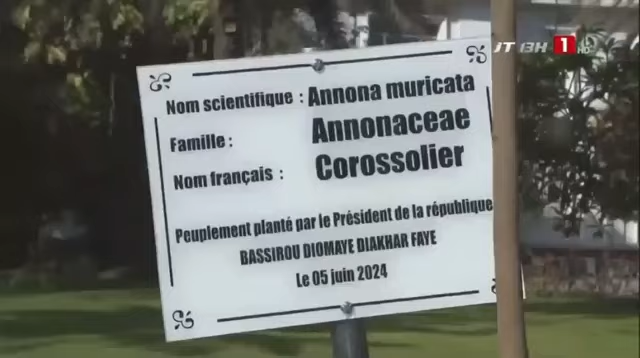 JT 13H 1
Nom scientifique : Annona muricata
Famille : Annonaceae
Nom français : Corossolier
Peuplement planté par le Président de la république
BASSIROU DIOMAYE DIAKHAR FAYE
Le 05 juin 2024